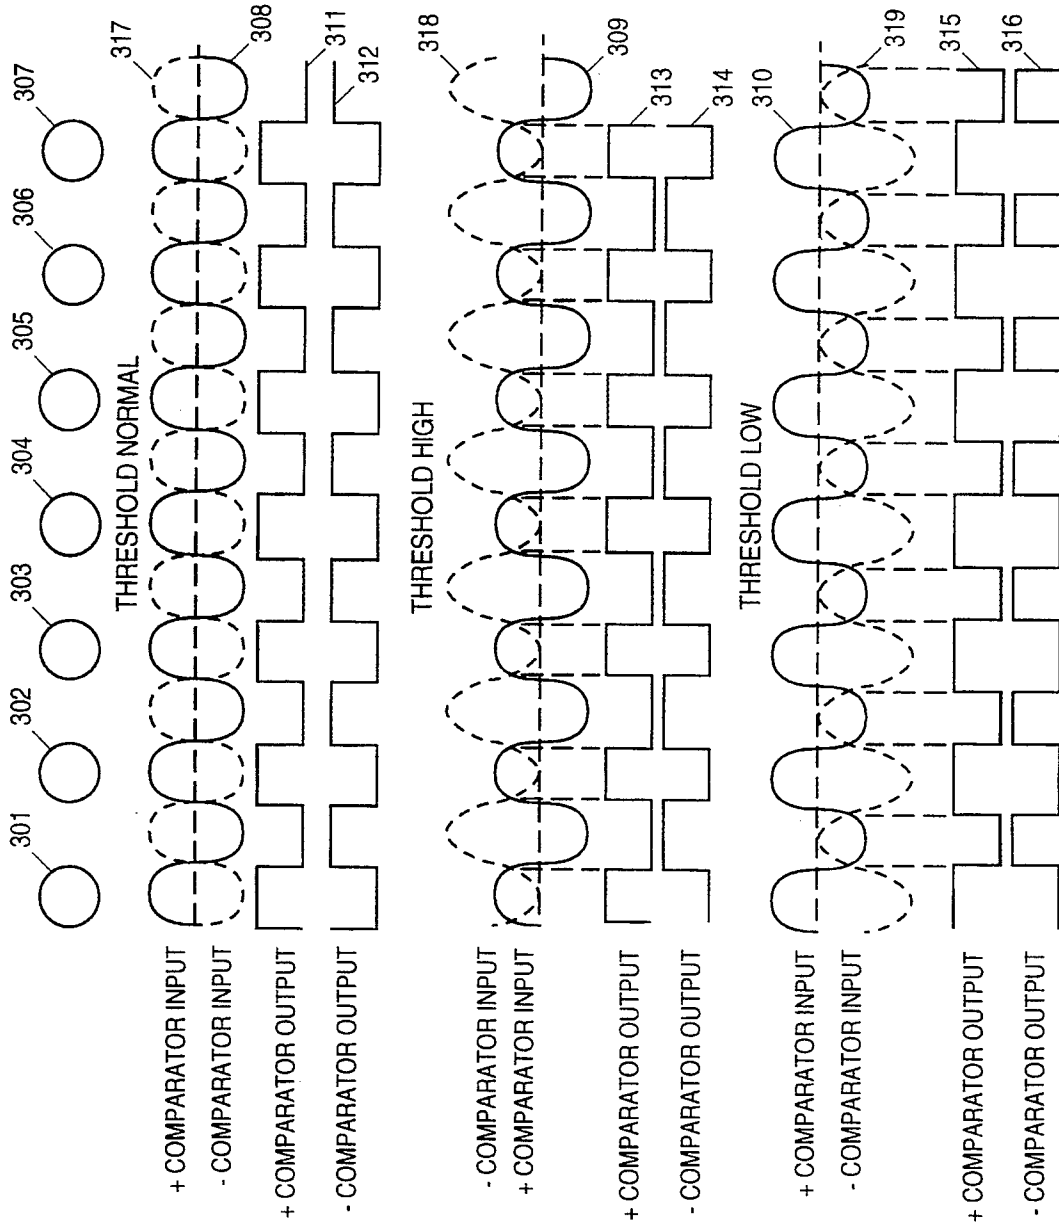 301
302
303
304
305
306
307
THRESHOLD NORMAL
317
308
+ COMPARATOR INPUT
- COMPARATOR INPUT
311
+ COMPARATOR OUTPUT
312
- COMPARATOR OUTPUT
THRESHOLD HIGH
318
- COMPARATOR INPUT
+ COMPARATOR INPUT
309
+ COMPARATOR OUTPUT
313
- COMPARATOR OUTPUT
314
THRESHOLD LOW
310
+ COMPARATOR INPUT
- COMPARATOR INPUT
319
+ COMPARATOR OUTPUT
315
- COMPARATOR OUTPUT
316